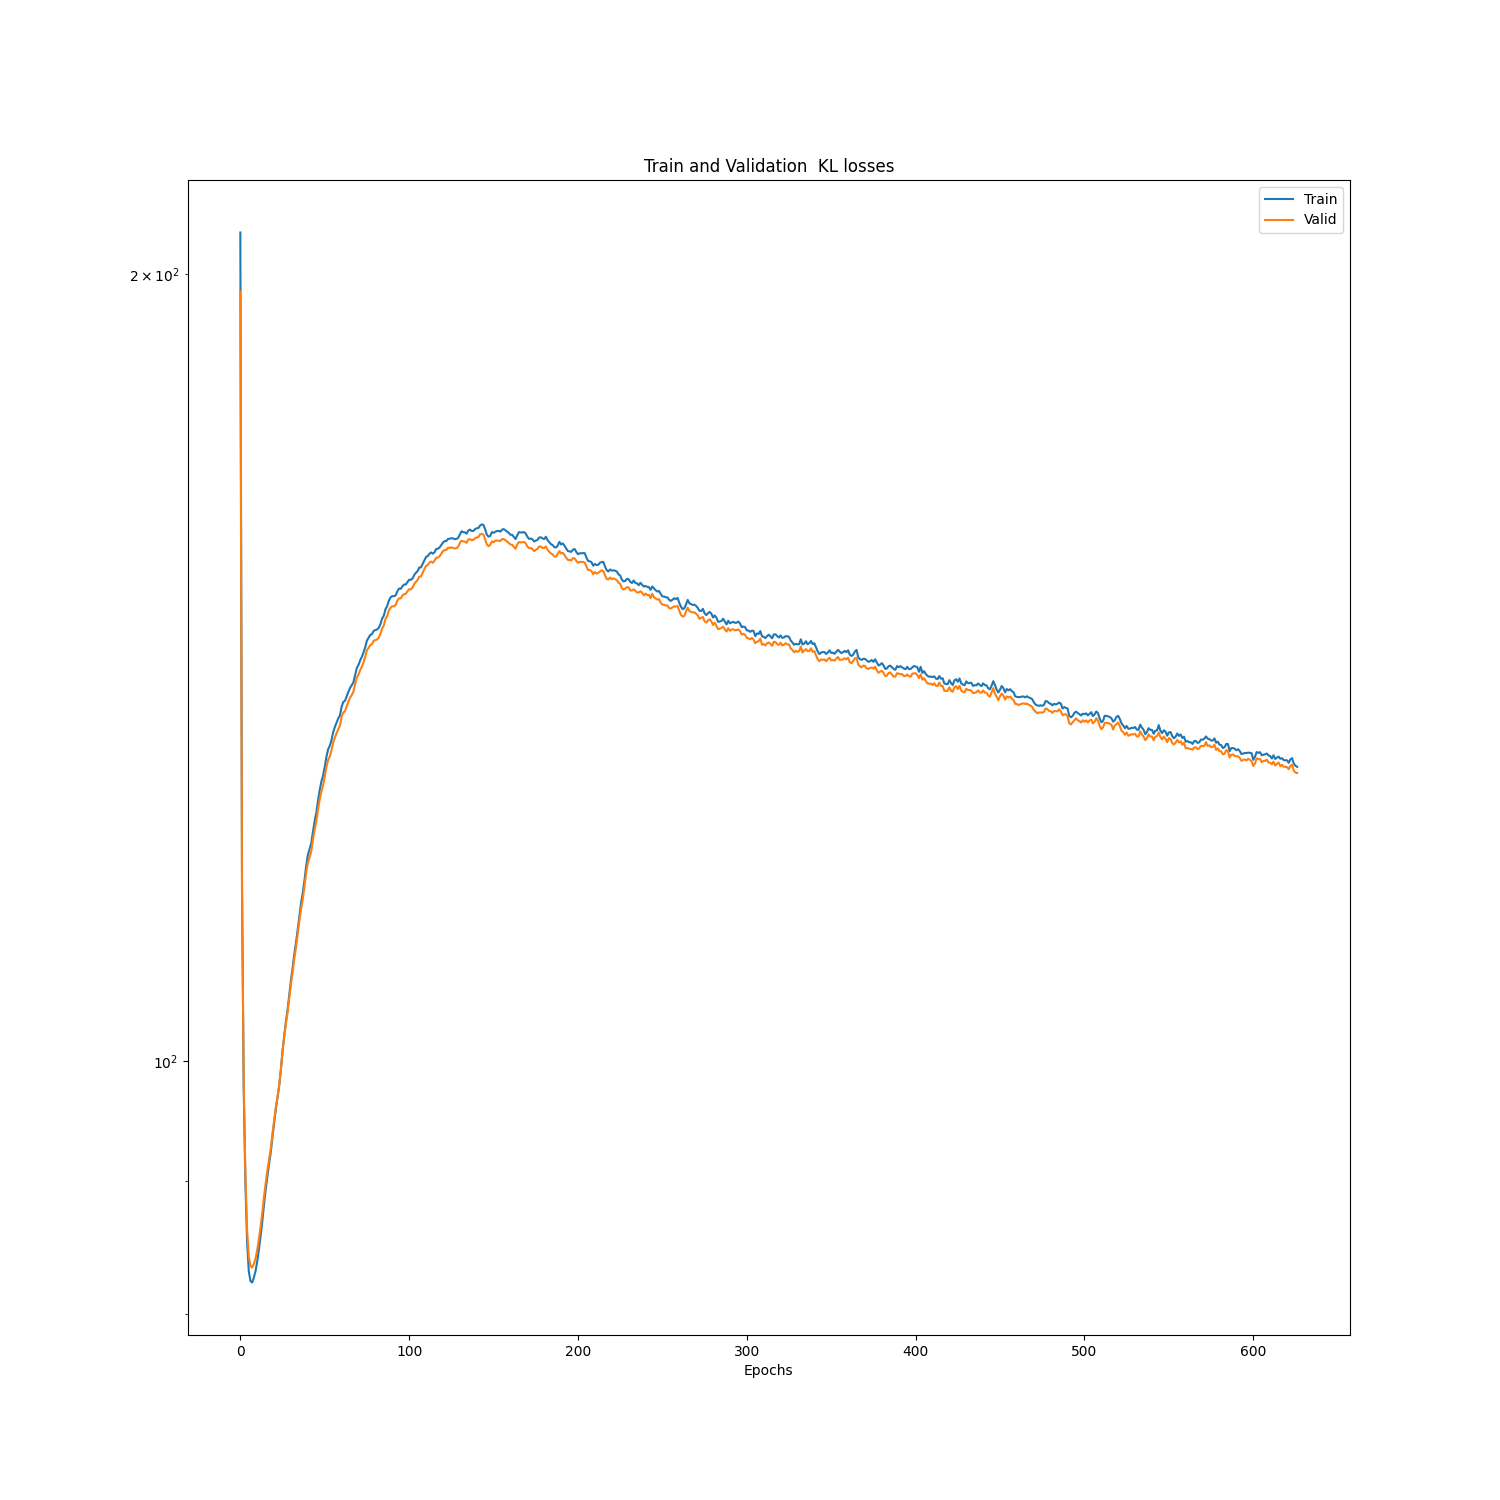 Train and Validation  KL losses
Train
Valid
2 × 10²
10²
0 100 200 300 400 500 600
Epochs